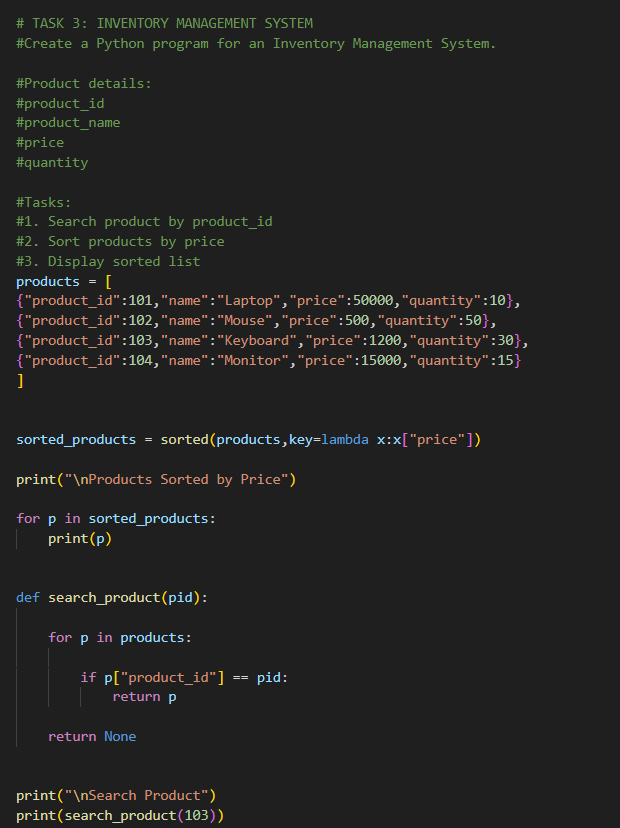 # TASK 3: INVENTORY MANAGEMENT SYSTEM
#Create a Python program for an Inventory Management System.
#Product details:
#product_id
#product_name
#price
#quantity
#Tasks:
#1. Search product by product_id
#2. Sort products by price
#3. Display sorted list
products = [
{"product_id":101,"name":"Laptop","price":50000,"quantity":10},
{"product_id":102,"name":"Mouse","price":500,"quantity":50},
{"product_id":103,"name":"Keyboard","price":1200,"quantity":30},
{"product_id":104,"name":"Monitor","price":15000,"quantity":15}
]
sorted_products = sorted(products,key=lambda x:x["price"])
print("\nProducts Sorted by Price")
for p in sorted_products:
    print(p)
def search_product(pid):
    for p in products:
        if p["product_id"] == pid:
            return p
    return None
print("\nSearch Product")
print(search_product(103))